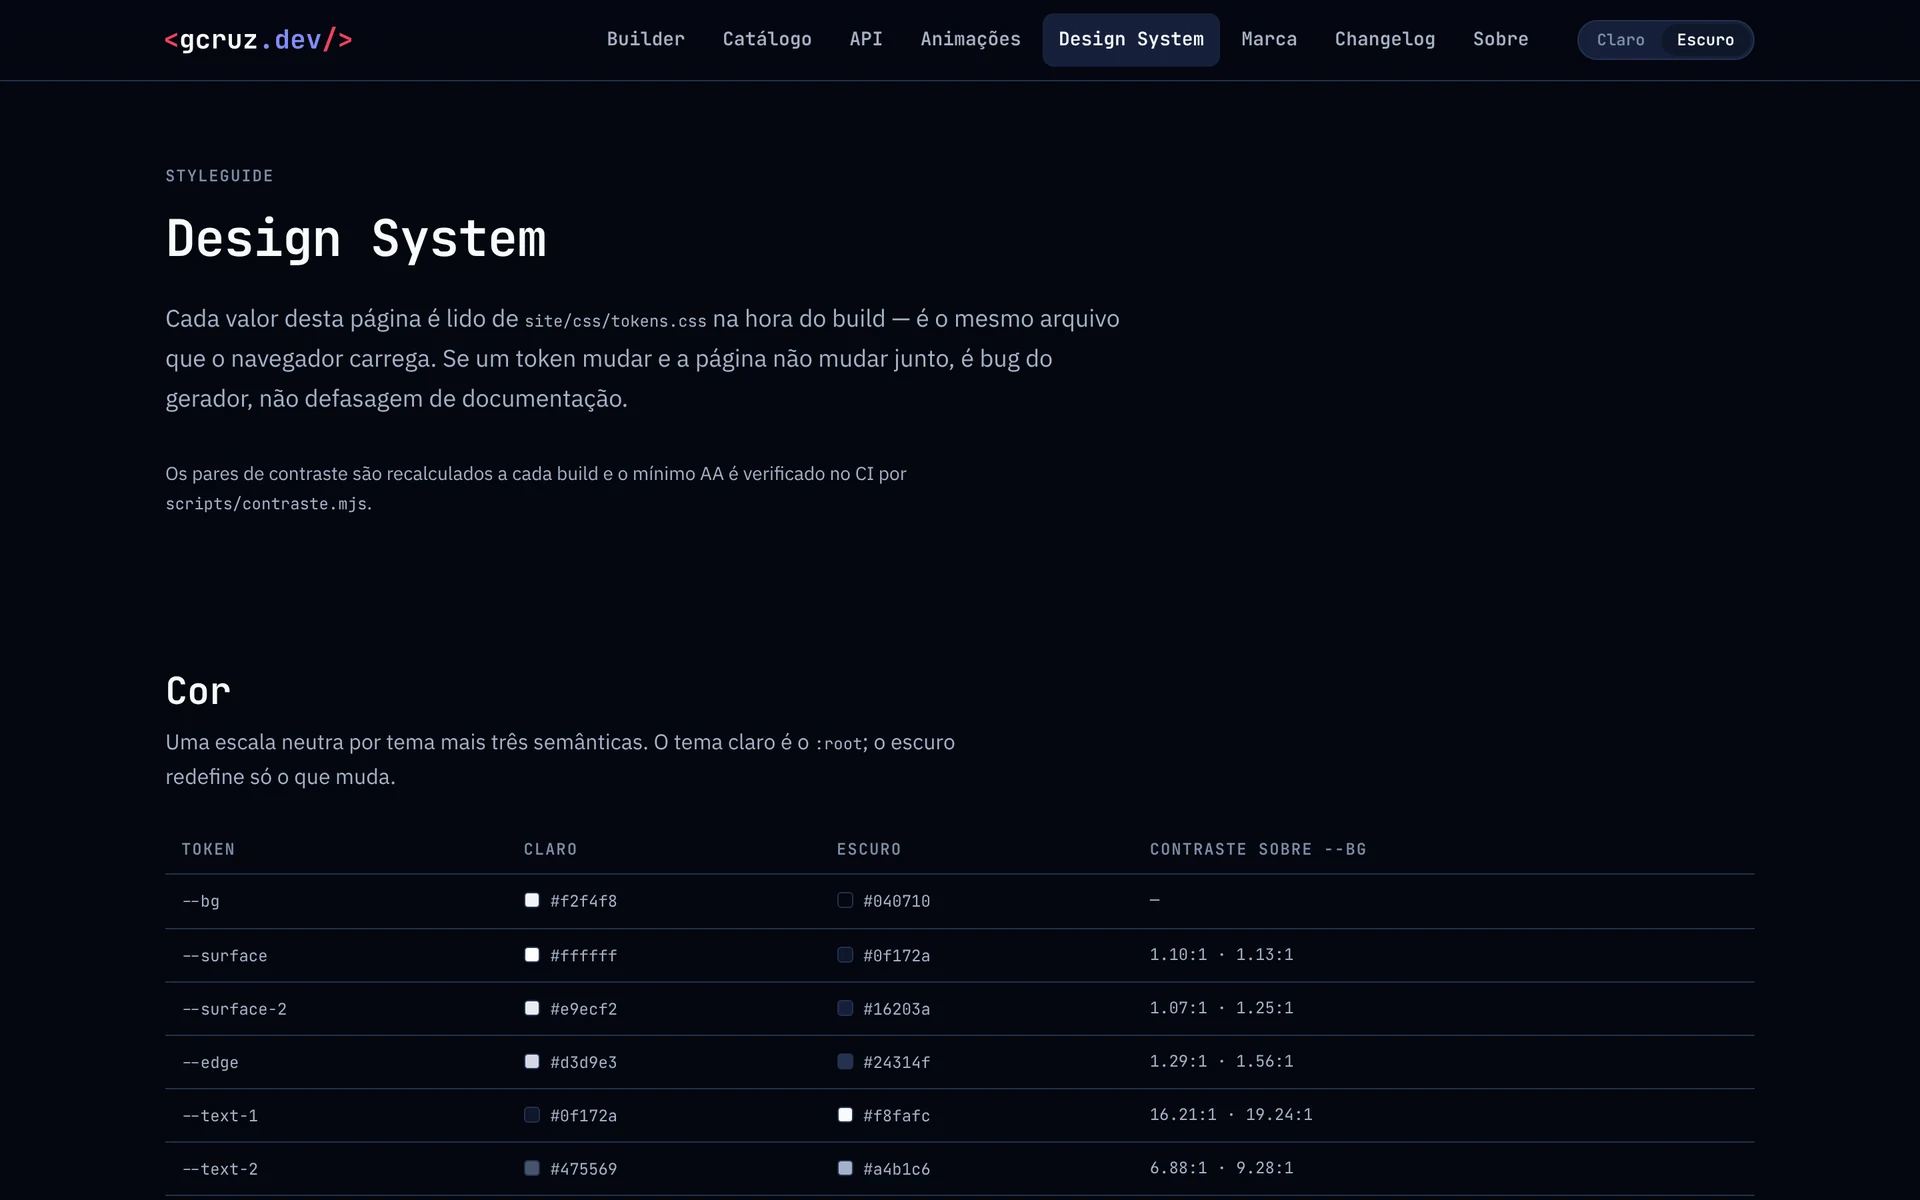 <gcruz.dev/>
Builder Catálogo API Animações Design System Marca Changelog Sobre Claro Escuro
STYLEGUIDE
Design System
Cada valor desta página é lido de site/css/tokens.css na hora do build — é o mesmo arquivo
que o navegador carrega. Se um token mudar e a página não mudar junto, é bug do
gerador, não defasagem de documentação.
Os pares de contraste são recalculados a cada build e o mínimo AA é verificado no CI por
scripts/contraste.mjs.
Cor
Uma escala neutra por tema mais três semânticas. O tema claro é o :root; o escuro
redefine só o que muda.
TOKEN CLARO ESCURO CONTRASTE SOBRE --BG
--bg #f2f4f8 #040710 —
--surface #ffffff #0f172a 1.10:1 · 1.13:1
--surface-2 #e9ecf2 #16203a 1.07:1 · 1.25:1
--edge #d3d9e3 #24314f 1.29:1 · 1.56:1
--text-1 #0f172a #f8fafc 16.21:1 · 19.24:1
--text-2 #475569 #a4b1c6 6.88:1 · 9.28:1